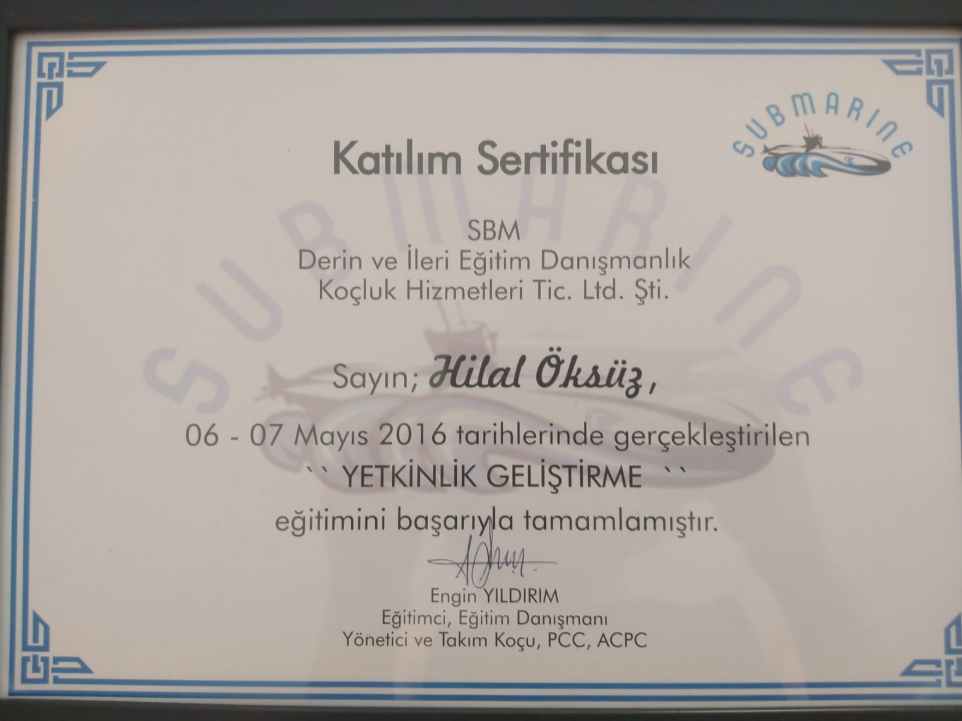 SUBMARINE
Katılım Sertifikası
SUBMARINE
SBM
Derin ve İleri Eğitim Danışmanlık
Koçluk Hizmetleri Tic. Ltd. Şti.
Sayın; Hilal Öksüz,
06 - 07 Mayıs 2016 tarihlerinde gerçekleştirilen
`` YETKİNLİK GELİŞTİRME ``
eğitimini başarıyla tamamlamıştır.
Engin YILDIRIM
Eğitimci, Eğitim Danışmanı
Yönetici ve Takım Koçu, PCC, ACPC